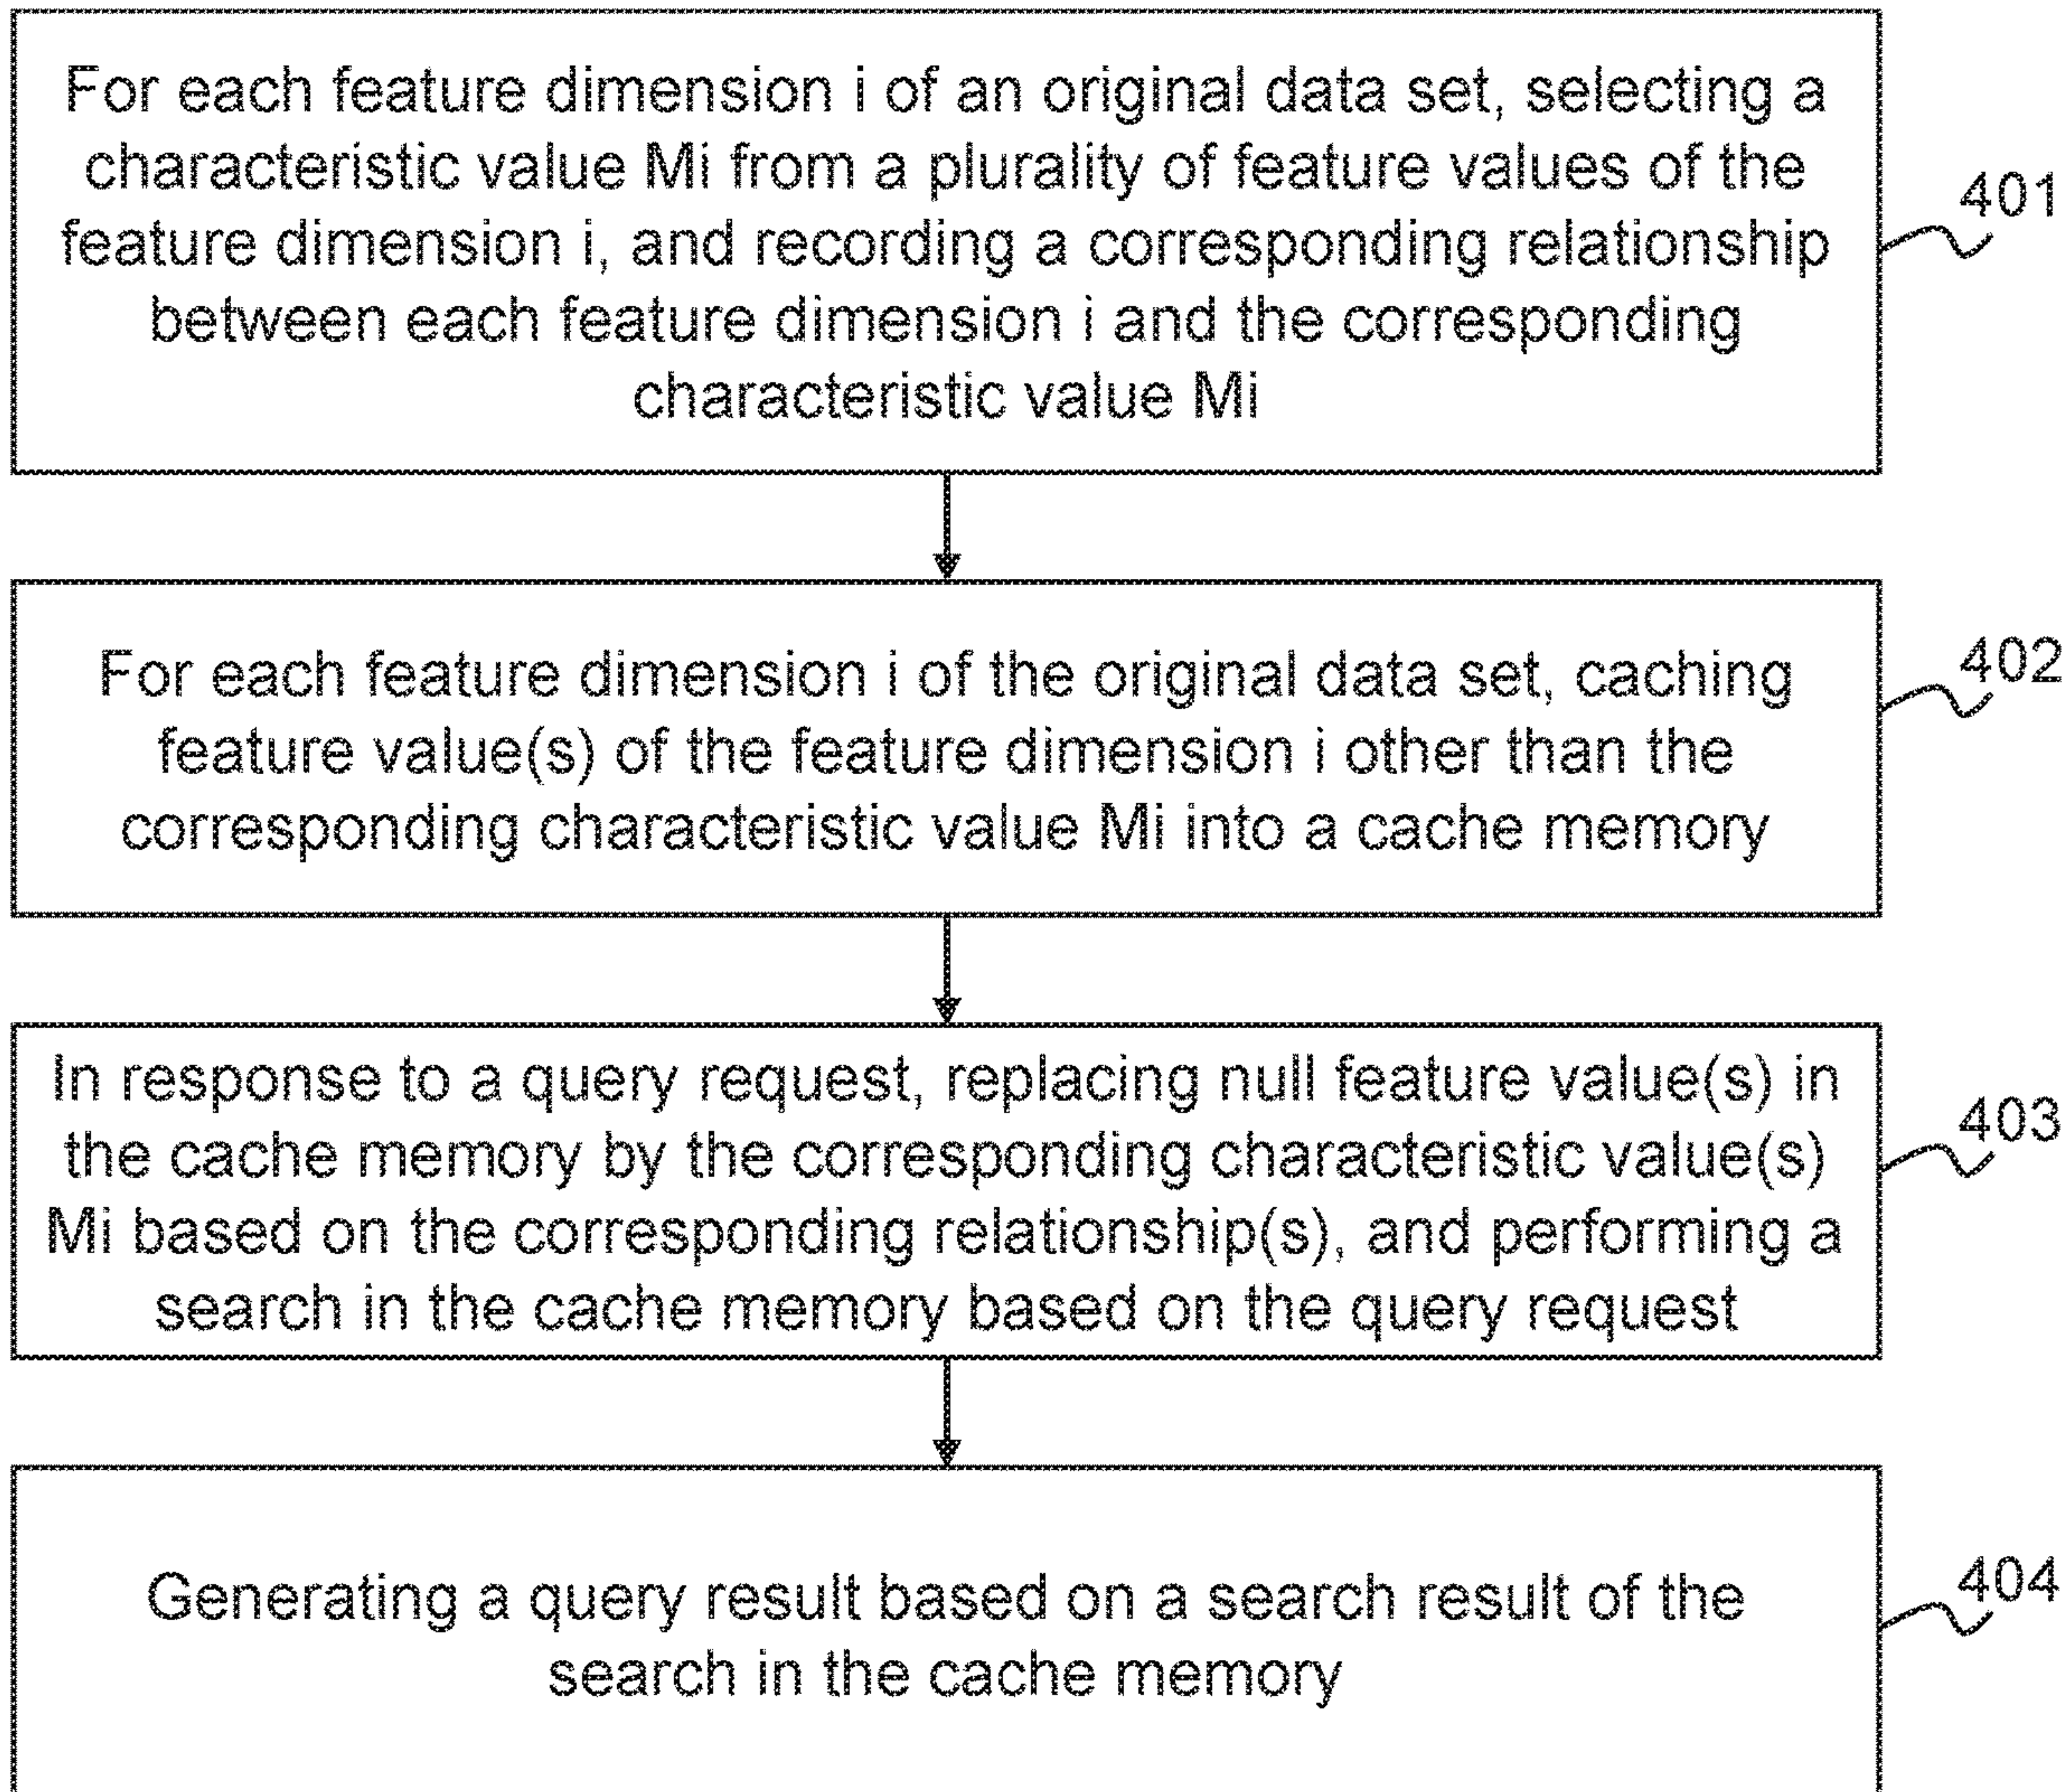 For each feature dimension i of an original data set, selecting a
characteristic value Mi from a plurality of feature values of the
feature dimension i, and recording a corresponding relationship
between each feature dimension i and the corresponding
characteristic value Mi
401
For each feature dimension i of the original data set, caching
feature value(s) of the feature dimension i other than the
corresponding characteristic value Mi into a cache memory
402
In response to a query request, replacing null feature value(s) in
the cache memory by the corresponding characteristic value(s)
Mi based on the corresponding relationship(s), and performing a
search in the cache memory based on the query request
403
Generating a query result based on a search result of the
search in the cache memory
404